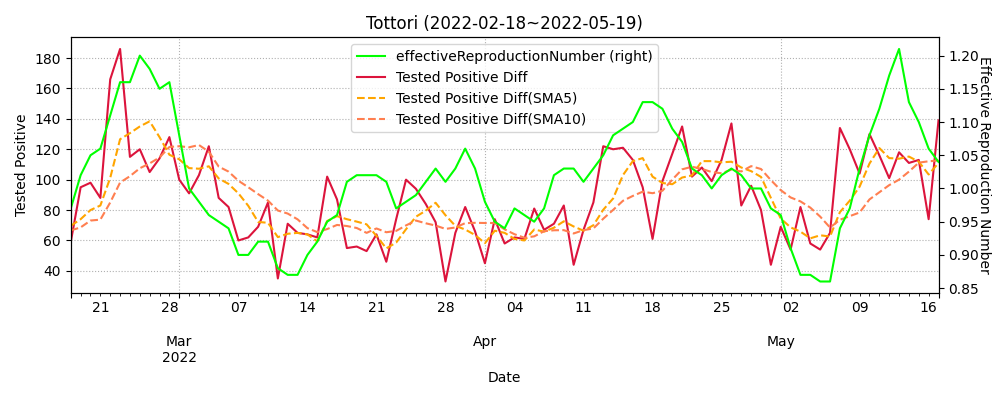 Tottori (2022-02-18~2022-05-19)
effectiveReproductionNumber (right)
Tested Positive Diff
Tested Positive Diff(SMA5)
Tested Positive Diff(SMA10)
Tested Positive
180
160
140
120
100
80
60
40
1.20
1.15
1.10
1.05
1.00
0.95
0.90
0.85
Effective Reproduction Number
21 28 07 14 21 28 04 11 18 25 02 09 16
Mar Apr May
2022
Date